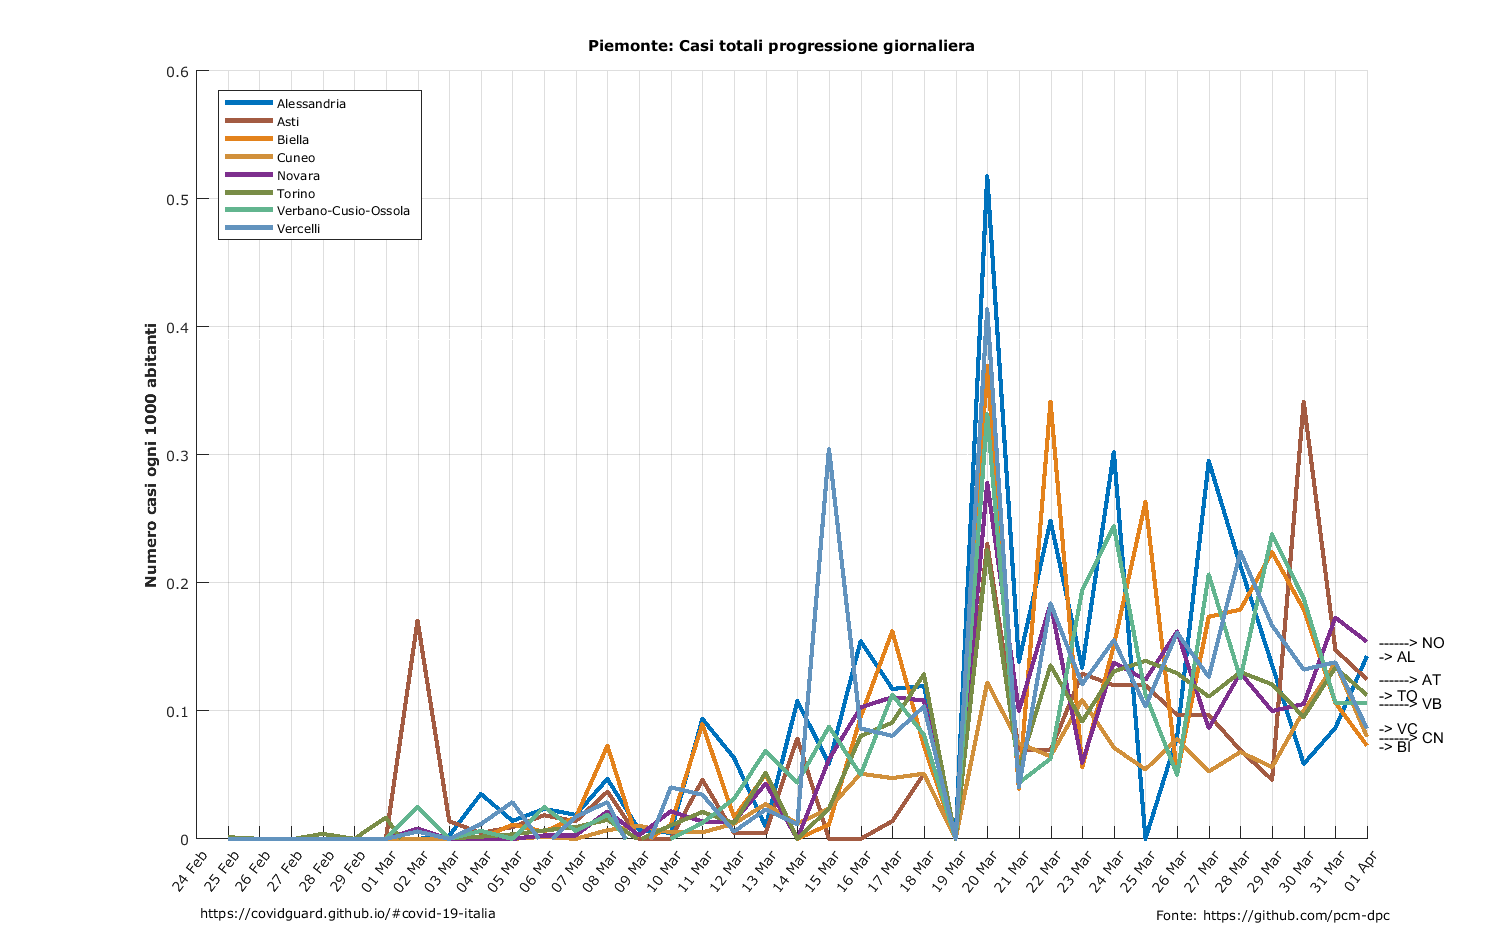 Piemonte: Casi totali progressione giornaliera
0.6
0.5
0.4
0.3
0.2
0.1
0
Numero casi ogni 1000 abitanti
Alessandria
Asti
Biella
Cuneo
Novara
Torino
Verbano-Cusio-Ossola
Vercelli
------> NO
-> AL
------> AT
-> TO
------> VB
-> VC
------> CN
-> BI
24 Feb
25 Feb
26 Feb
27 Feb
28 Feb
29 Feb
01 Mar
02 Mar
03 Mar
04 Mar
05 Mar
06 Mar
07 Mar
08 Mar
09 Mar
10 Mar
11 Mar
12 Mar
13 Mar
14 Mar
15 Mar
16 Mar
17 Mar
18 Mar
19 Mar
20 Mar
21 Mar
22 Mar
23 Mar
24 Mar
25 Mar
26 Mar
27 Mar
28 Mar
29 Mar
30 Mar
31 Mar
01 Apr
https://covidguard.github.io/#covid-19-italia
Fonte: https://github.com/pcm-dpc